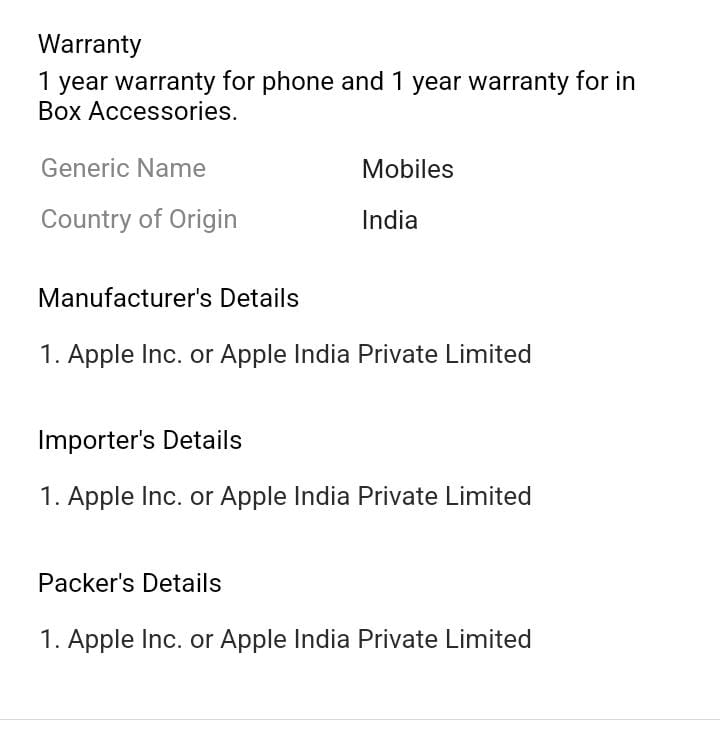 Warranty
1 year warranty for phone and 1 year warranty for in
Box Accessories.
Generic Name Mobiles
Country of Origin India
Manufacturer's Details
1. Apple Inc. or Apple India Private Limited
Importer's Details
1. Apple Inc. or Apple India Private Limited
Packer's Details
1. Apple Inc. or Apple India Private Limited